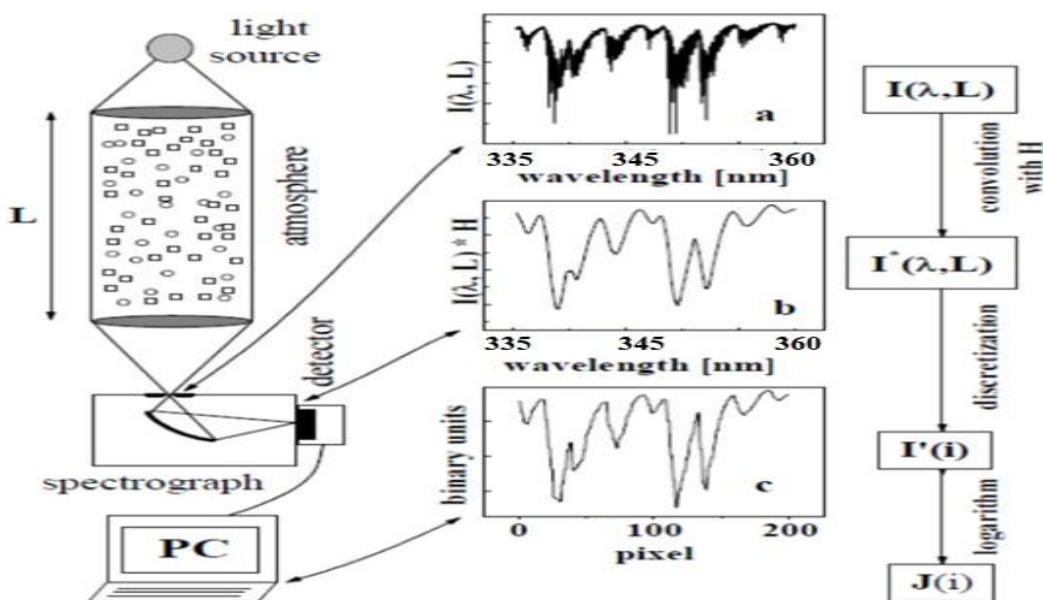 light
source
L
atmosphere
detector
spectrograph
PC
I(λ, L)
a
335 345 360
wavelength [nm]
I(λ, L) * H
b
335 345 360
wavelength [nm]
binary units
c
0 100 200
pixel
I(λ,L)
convolution
with H
I*(λ,L)
discretization
I'(i)
logarithm
J(i)